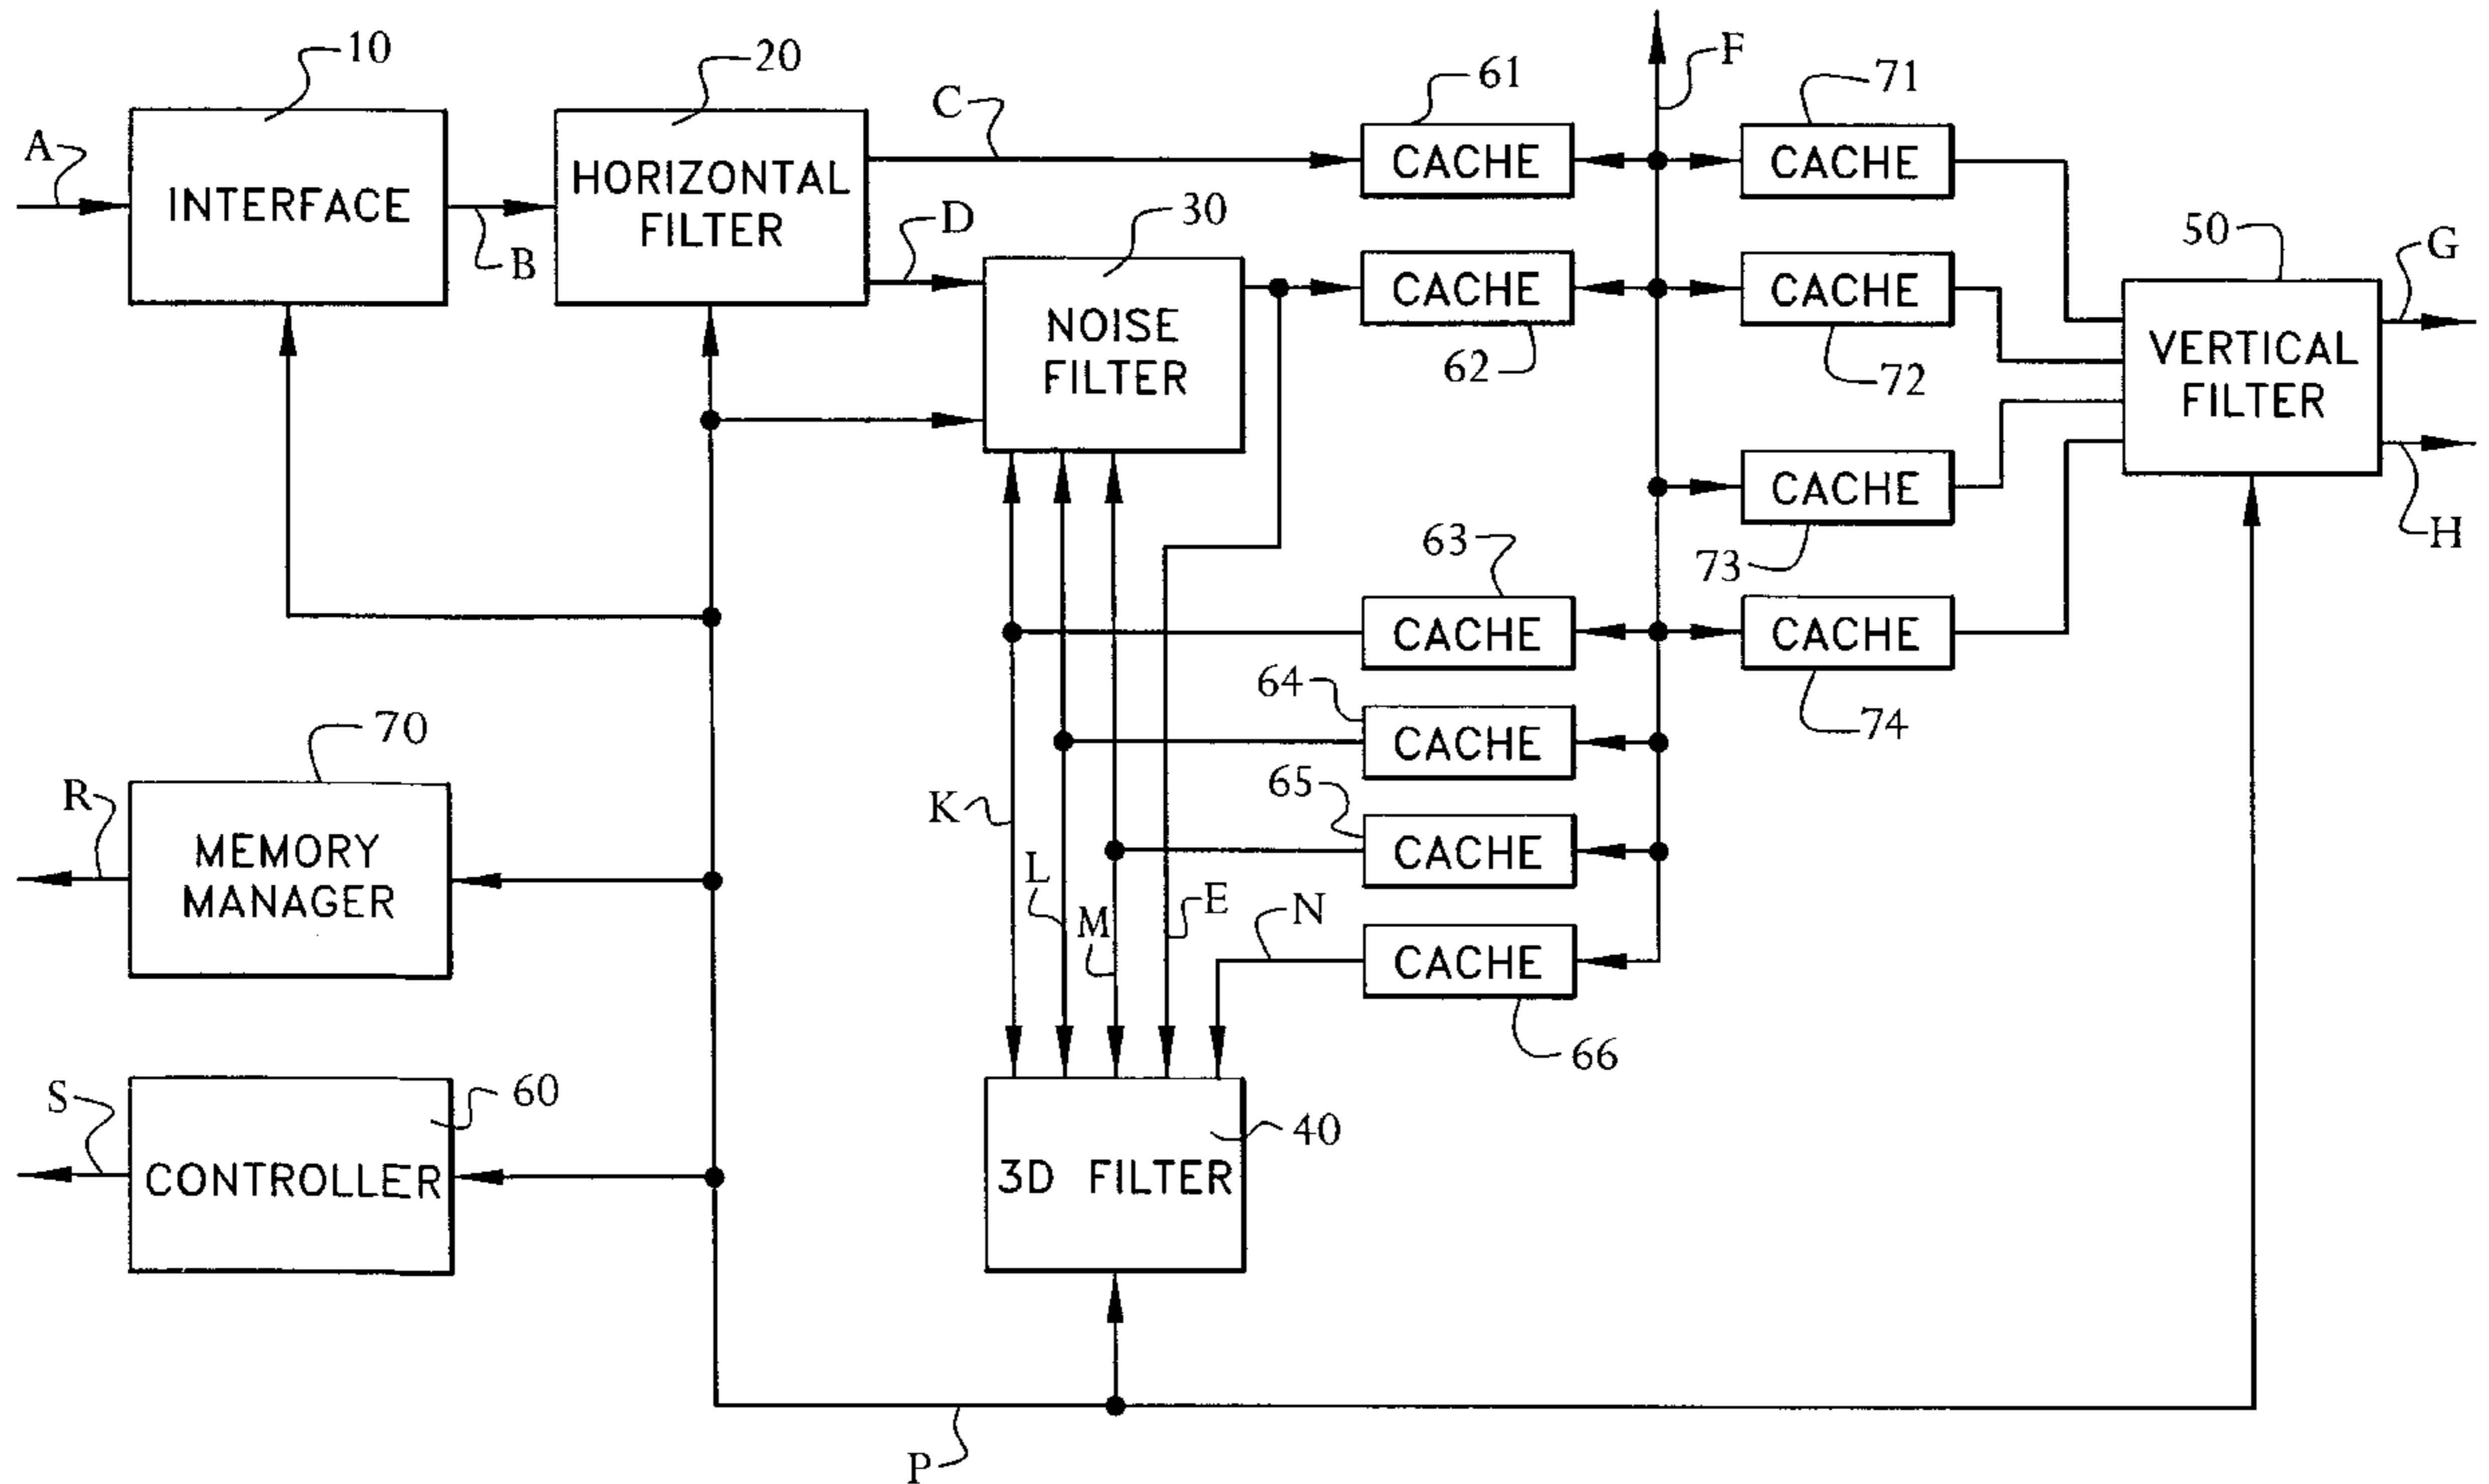 10
20
C
61
F
71
A
INTERFACE
HORIZONTAL
FILTER
CACHE
CACHE
B
D
30
50
G
NOISE
FILTER
CACHE
CACHE
62
72
VERTICAL
FILTER
CACHE
H
63
73
CACHE
CACHE
64
74
70
CACHE
R
MEMORY
MANAGER
K
65
CACHE
L
M
E
N
CACHE
66
S
60
CONTROLLER
40
3D FILTER
P